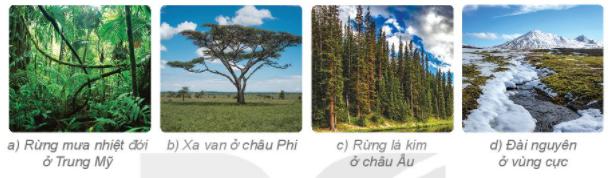 a) Rừng mưa nhiệt đới
ở Trung Mỹ
b) Xa van ở châu Phi
c) Rừng lá kim
ở châu Âu
d) Đài nguyên
ở vùng cực